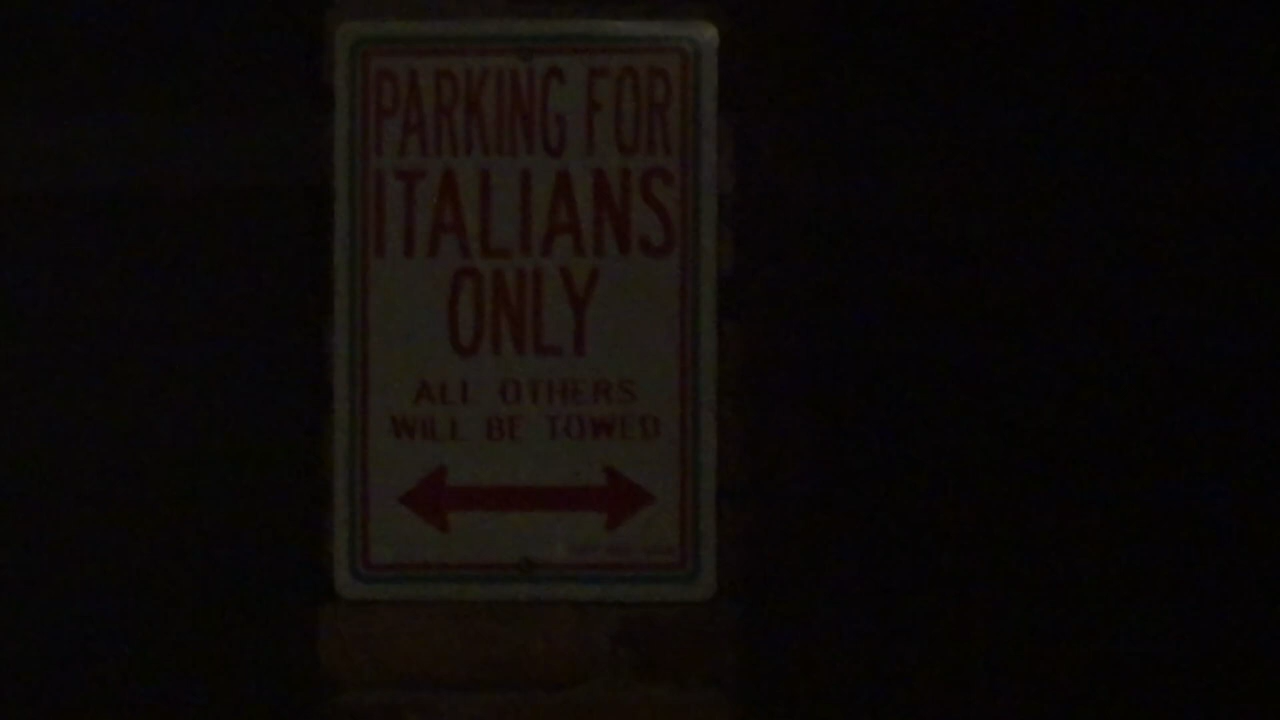 PARKING FOR
ITALIANS
ONLY
ALL OTHERS
WILL BE TOWED